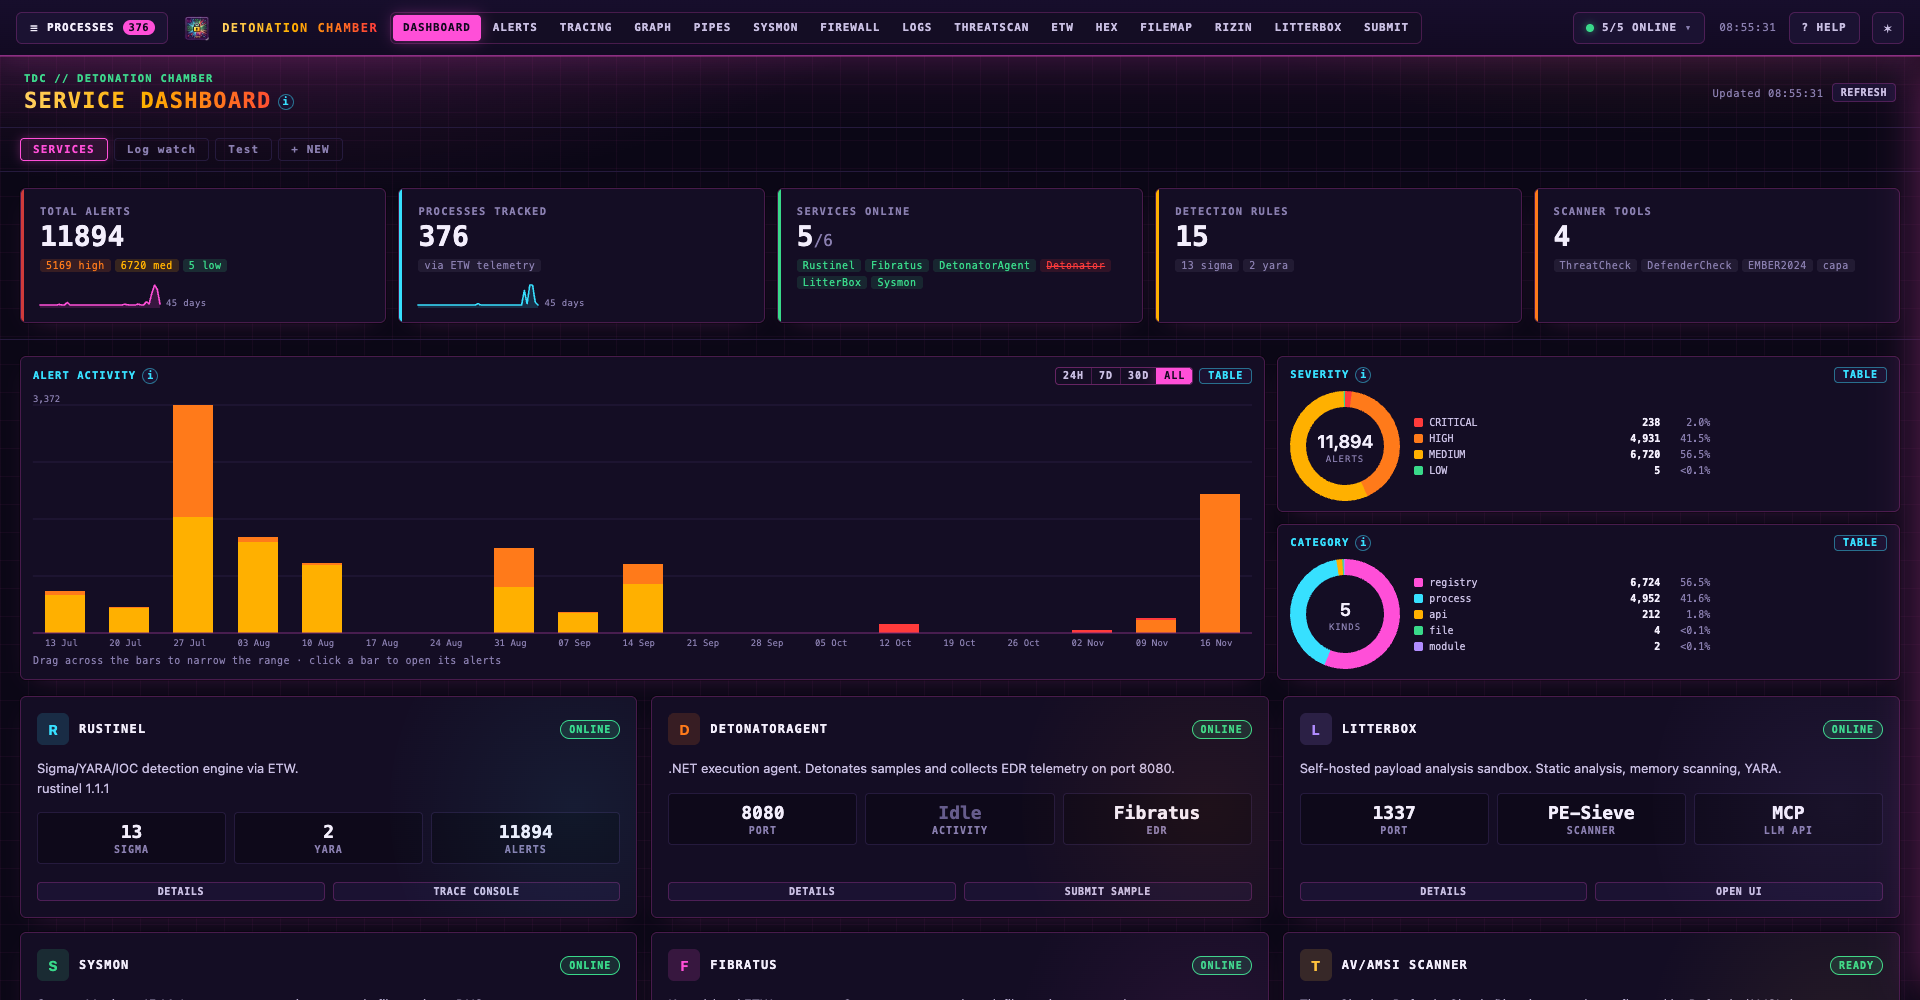 ≡ PROCESSES 376
DETONATION CHAMBER
DASHBOARD ALERTS TRACING GRAPH PIPES SYSMON FIREWALL LOGS THREATSCAN ETW HEX FILEMAP RIZIN LITTERBOX SUBMIT
5/5 ONLINE ▾
08:55:31
? HELP
TDC // DETONATION CHAMBER
SERVICE DASHBOARD i
Updated 08:55:31 REFRESH
SERVICES Log watch Test + NEW
TOTAL ALERTS
11894
5169 high 6720 med 5 low
45 days
PROCESSES TRACKED
376
via ETW telemetry
45 days
SERVICES ONLINE
5/6
Rustinel Fibratus DetonatorAgent Detonator
LitterBox Sysmon
DETECTION RULES
15
13 sigma 2 yara
SCANNER TOOLS
4
ThreatCheck DefenderCheck EMBER2024 capa
ALERT ACTIVITY i
24H 7D 30D ALL TABLE
3,372
13 Jul 20 Jul 27 Jul 03 Aug 10 Aug 17 Aug 24 Aug 31 Aug 07 Sep 14 Sep 21 Sep 28 Sep 05 Oct 12 Oct 19 Oct 26 Oct 02 Nov 09 Nov 16 Nov
Drag across the bars to narrow the range · click a bar to open its alerts
SEVERITY i TABLE
11,894
ALERTS
CRITICAL 238 2.0%
HIGH 4,931 41.5%
MEDIUM 6,720 56.5%
LOW 5 <0.1%
CATEGORY i TABLE
5
KINDS
registry 6,724 56.5%
process 4,952 41.6%
api 212 1.8%
file 4 <0.1%
module 2 <0.1%
R RUSTINEL ONLINE
Sigma/YARA/IOC detection engine via ETW.
rustinel 1.1.1
13 SIGMA
2 YARA
11894 ALERTS
DETAILS TRACE CONSOLE
D DETONATORAGENT ONLINE
.NET execution agent. Detonates samples and collects EDR telemetry on port 8080.
8080 PORT
Idle ACTIVITY
Fibratus EDR
DETAILS SUBMIT SAMPLE
L LITTERBOX ONLINE
Self-hosted payload analysis sandbox. Static analysis, memory scanning, YARA.
1337 PORT
PE-Sieve SCANNER
MCP LLM API
DETAILS OPEN UI
S SYSMON ONLINE
F FIBRATUS ONLINE
T AV/AMSI SCANNER READY